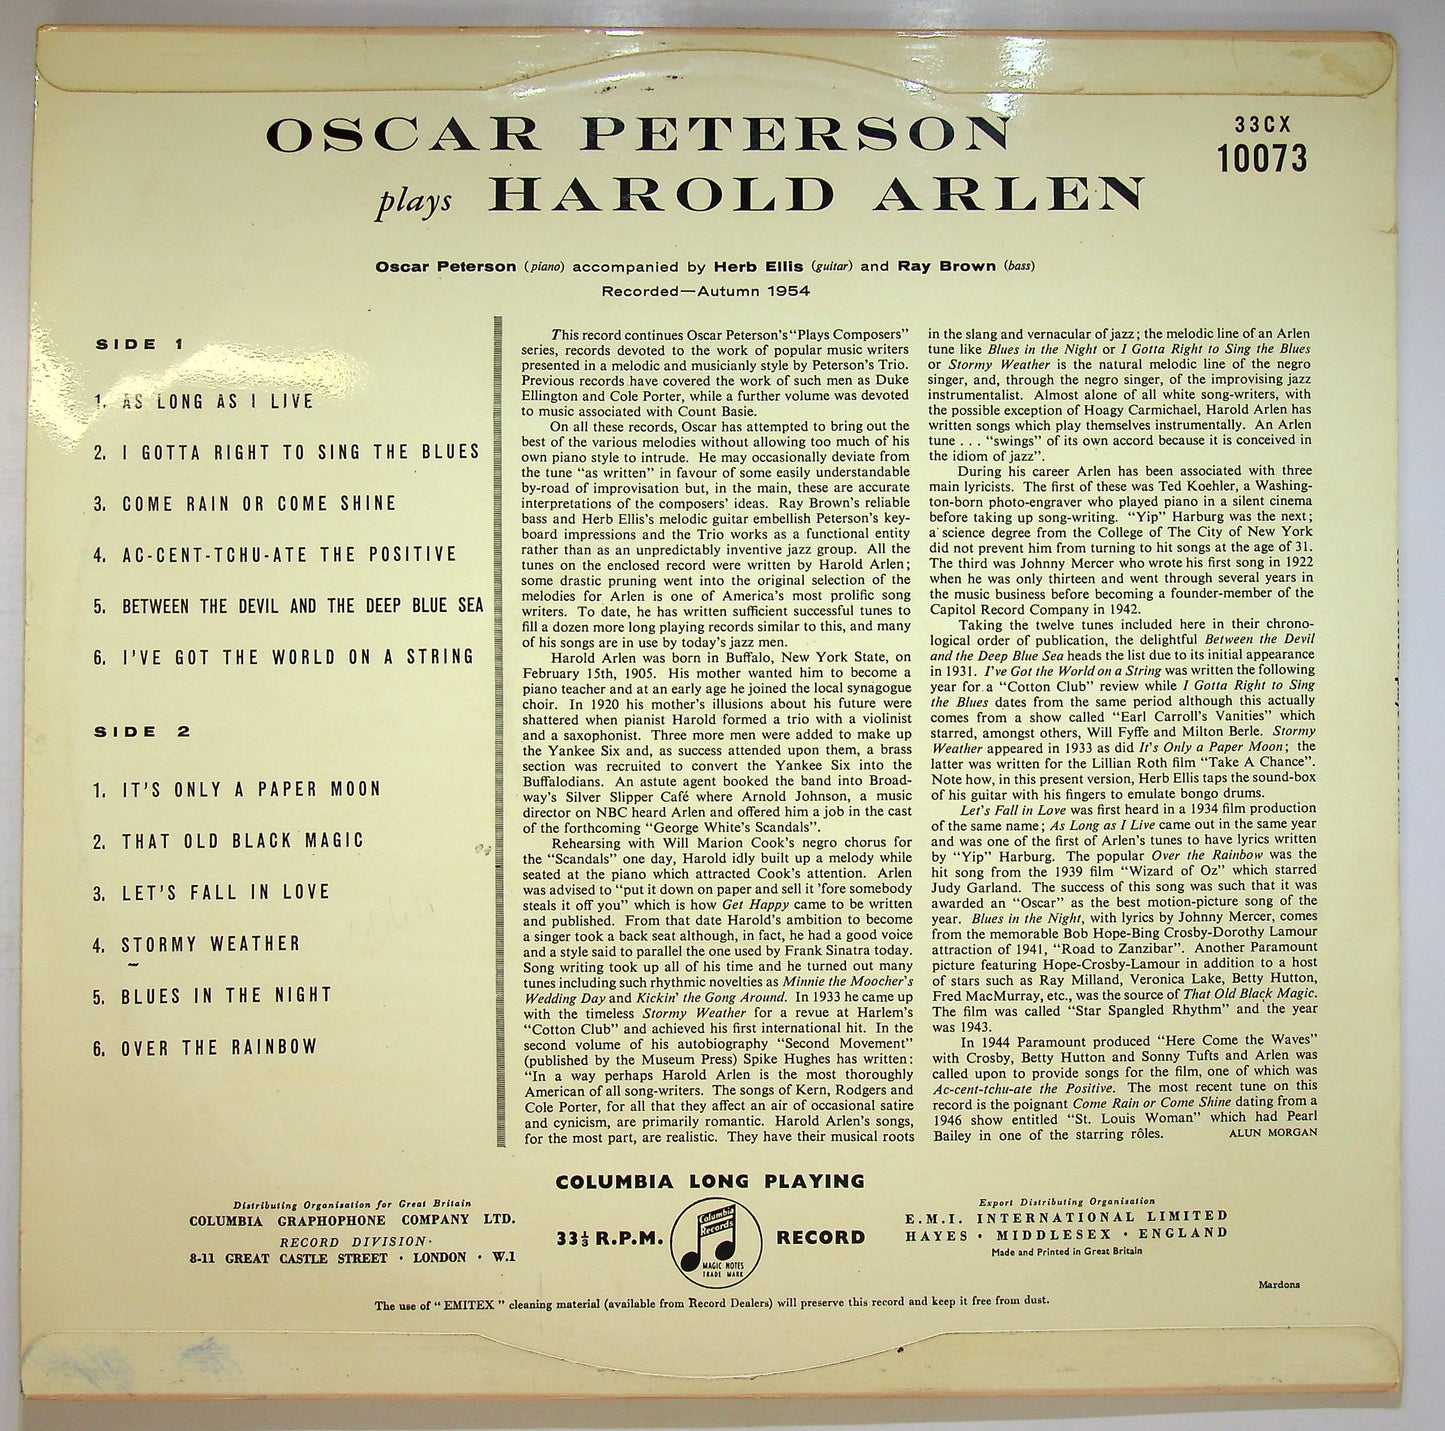 OSCAR PETERSON
plays HAROLD ARLEN
33CX
10073
Oscar Peterson (piano) accompanied by Herb Ellis (guitar) and Ray Brown (bass)
Recorded—Autumn 1954
SIDE 1
1. AS LONG AS I LIVE
2. I GOTTA RIGHT TO SING THE BLUES
3. COME RAIN OR COME SHINE
4. AC-CENT-TCHU-ATE THE POSITIVE
5. BETWEEN THE DEVIL AND THE DEEP BLUE SEA
6. I'VE GOT THE WORLD ON A STRING
SIDE 2
1. IT'S ONLY A PAPER MOON
2. THAT OLD BLACK MAGIC
3. LET'S FALL IN LOVE
4. STORMY WEATHER
5. BLUES IN THE NIGHT
6. OVER THE RAINBOW
This record continues Oscar Peterson's "Plays Composers"
series, records devoted to the work of popular music writers
presented in a melodic and musicianly style by Peterson's Trio.
Previous records have covered the work of such men as Duke
Ellington and Cole Porter, while a further volume was devoted
to music associated with Count Basie.
On all these records, Oscar has attempted to bring out the
best of the various melodies without allowing too much of his
own piano style to intrude. He may occasionally deviate from
the tune "as written" in favour of some easily understandable
by-road of improvisation but, in the main, these are accurate
interpretations of the composers' ideas. Ray Brown's reliable
bass and Herb Ellis's melodic guitar embellish Peterson's key-
board impressions and the Trio works as a functional entity
rather than as an unpredictably inventive jazz group. All the
tunes on the enclosed record were written by Harold Arlen;
some drastic pruning went into the original selection of the
melodies for Arlen is one of America's most prolific song
writers. To date, he has written sufficient successful tunes to
fill a dozen more long playing records similar to this, and many
of his songs are in use by today's jazz men.
Harold Arlen was born in Buffalo, New York State, on
February 15th, 1905. His mother wanted him to become a
piano teacher and at an early age he joined the local synagogue
choir. In 1920 his mother's illusions about his future were
shattered when pianist Harold formed a trio with a violinist
and a saxophonist. Three more men were added to make up
the Yankee Six and, as success attended upon them, a brass
section was recruited to convert the Yankee Six into the
Buffalodians. An astute agent booked the band into Broad-
way's Silver Slipper Café where Arnold Johnson, a music
director on NBC heard Arlen and offered him a job in the cast
of the forthcoming "George White's Scandals".
Rehearsing with Will Marion Cook's negro chorus for
the "Scandals" one day, Harold idly built up a melody while
seated at the piano which attracted Cook's attention. Arlen
was advised to "put it down on paper and sell it 'fore somebody
steals it off you" which is how Get Happy came to be written
and published. From that date Harold's ambition to become
a singer took a back seat although, in fact, he had a good voice
and a style said to parallel the one used by Frank Sinatra today.
Song writing took up all of his time and he turned out many
tunes including such rhythmic novelties as Minnie the Moocher's
Wedding Day and Kickin' the Gong Around. In 1933 he came up
with the timeless Stormy Weather for a revue at Harlem's
"Cotton Club" and achieved his first international hit. In the
second volume of his autobiography "Second Movement"
(published by the Museum Press) Spike Hughes has written:
"In a way perhaps Harold Arlen is the most thoroughly
American of all song-writers. The songs of Kern, Rodgers and
Cole Porter, for all that they affect an air of occasional satire
and cynicism, are primarily romantic. Harold Arlen's songs,
for the most part, are realistic. They have their musical roots
in the slang and vernacular of jazz; the melodic line of an Arlen
tune like Blues in the Night or I Gotta Right to Sing the Blues
or Stormy Weather is the natural melodic line of the negro
singer, and, through the negro singer, of the improvising jazz
instrumentalist. Almost alone of all white song-writers, with
the possible exception of Hoagy Carmichael, Harold Arlen has
written songs which play themselves instrumentally. An Arlen
tune . . . "swings" of its own accord because it is conceived in
the idiom of jazz".
During his career Arlen has been associated with three
main lyricists. The first of these was Ted Koehler, a Washing-
ton-born photo-engraver who played piano in a silent cinema
before taking up song-writing. "Yip" Harburg was the next;
a science degree from the College of The City of New York
did not prevent him from turning to hit songs at the age of 31.
The third was Johnny Mercer who wrote his first song in 1922
when he was only thirteen and went through several years in
the music business before becoming a founder-member of the
Capitol Record Company in 1942.
Taking the twelve tunes included here in their chrono-
logical order of publication, the delightful Between the Devil
and the Deep Blue Sea heads the list due to its initial appearance
in 1931. I've Got the World on a String was written the following
year for a "Cotton Club" review while I Gotta Right to Sing
the Blues dates from the same period although this actually
comes from a show called "Earl Carroll's Vanities" which
starred, amongst others, Will Fyffe and Milton Berle. Stormy
Weather appeared in 1933 as did It's Only a Paper Moon; the
latter was written for the Lillian Roth film "Take A Chance".
Note how, in this present version, Herb Ellis taps the sound-box
of his guitar with his fingers to emulate bongo drums.
Let's Fall in Love was first heard in a 1934 film production
of the same name; As Long as I Live came out in the same year
and was one of the first of Arlen's tunes to have lyrics written
by "Yip" Harburg. The popular Over the Rainbow was the
hit song from the 1939 film "Wizard of Oz" which starred
Judy Garland. The success of this song was such that it was
awarded an "Oscar" as the best motion-picture song of the
year. Blues in the Night, with lyrics by Johnny Mercer, comes
from the memorable Bob Hope-Bing Crosby-Dorothy Lamour
attraction of 1941, "Road to Zanzibar". Another Paramount
picture featuring Hope-Crosby-Lamour in addition to a host
of stars such as Ray Milland, Veronica Lake, Betty Hutton,
Fred MacMurray, etc., was the source of That Old Black Magic.
The film was called "Star Spangled Rhythm" and the year
was 1943.
In 1944 Paramount produced "Here Come the Waves"
with Crosby, Betty Hutton and Sonny Tufts and Arlen was
called upon to provide songs for the film, one of which was
Ac-cent-tchu-ate the Positive. The most recent tune on this
record is the poignant Come Rain or Come Shine dating from a
1946 show entitled "St. Louis Woman" which had Pearl
Bailey in one of the starring rôles. ALUN MORGAN
COLUMBIA LONG PLAYING
33⅓ R.P.M. RECORD
Columbia
Records
MAGIC NOTES
TRADE MARK
Distributing Organisation for Great Britain
COLUMBIA GRAPHOPHONE COMPANY LTD.
RECORD DIVISION·
8-11 GREAT CASTLE STREET · LONDON · W.1
Export Distributing Organisation
E.M.I. INTERNATIONAL LIMITED
HAYES · MIDDLESEX · ENGLAND
Made and Printed in Great Britain
Mardons
The use of " EMITEX " cleaning material (available from Record Dealers) will preserve this record and keep it free from dust.